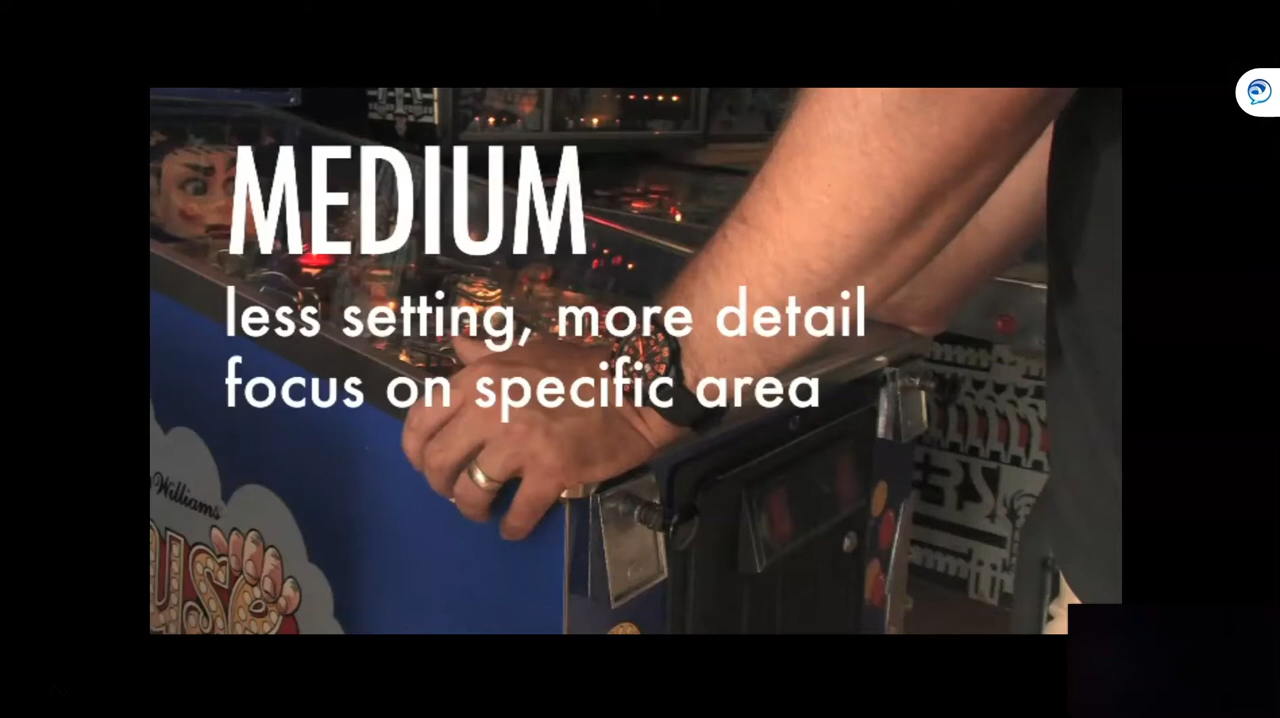 MEDIUM
less setting, more detail
focus on specific area
Williams